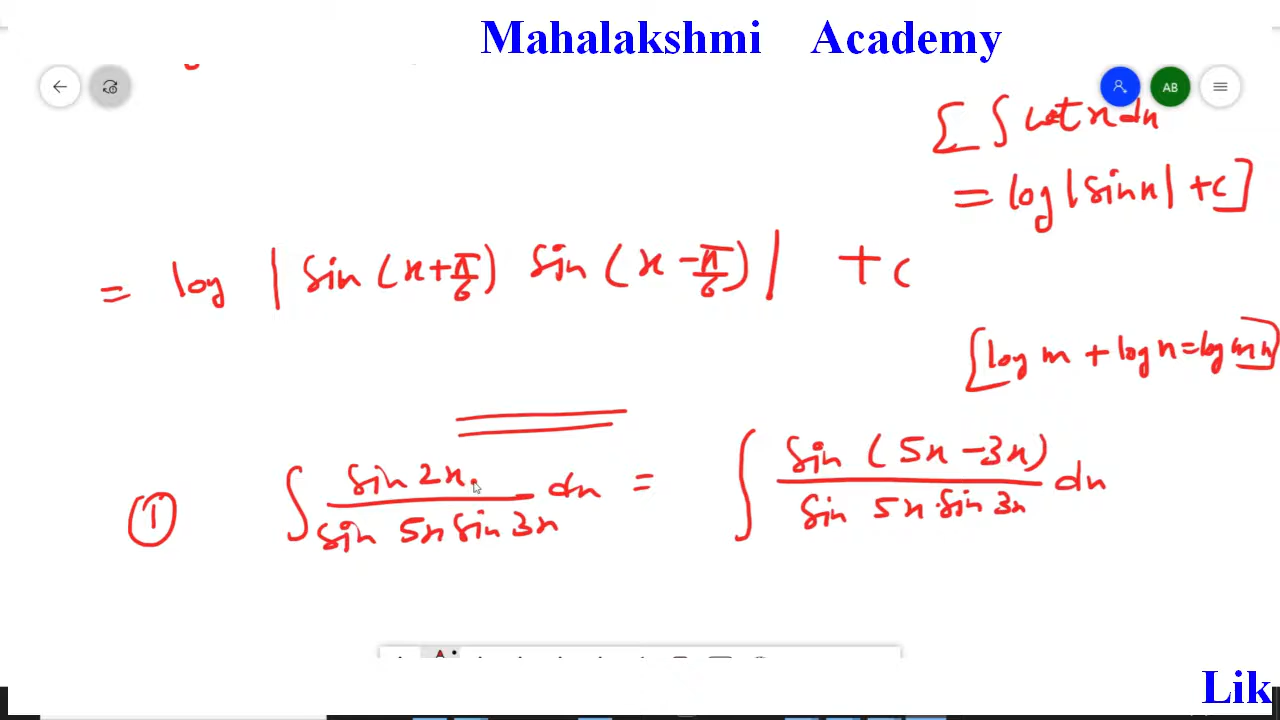 Mahalakshmi Academy
AB
[∫ cot x dx
= log |sin x| + c]
= log | sin (x + π/6) sin (x - π/6) | + c
[log m + log n = log mn]
① ∫ sin 2x / (sin 5x sin 3x) dx = ∫ sin (5x - 3x) / (sin 5x · sin 3x) dx
Lik